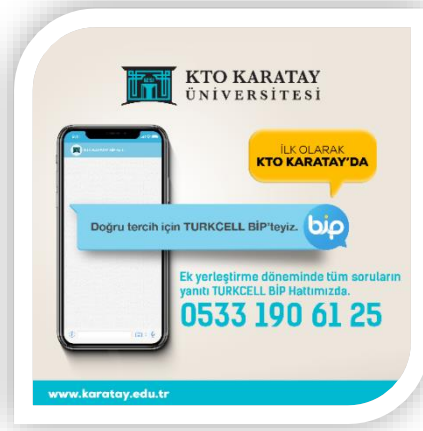 KTO KARATAY
ÜNİVERSİTESİ
İLK OLARAK
KTO KARATAY'DA
Doğru tercih için TURKCELL BİP'teyiz.
bip
Ek yerleştirme döneminde tüm soruların
yanıtı TURKCELL BİP Hattımızda.
0533 190 61 25
www.karatay.edu.tr